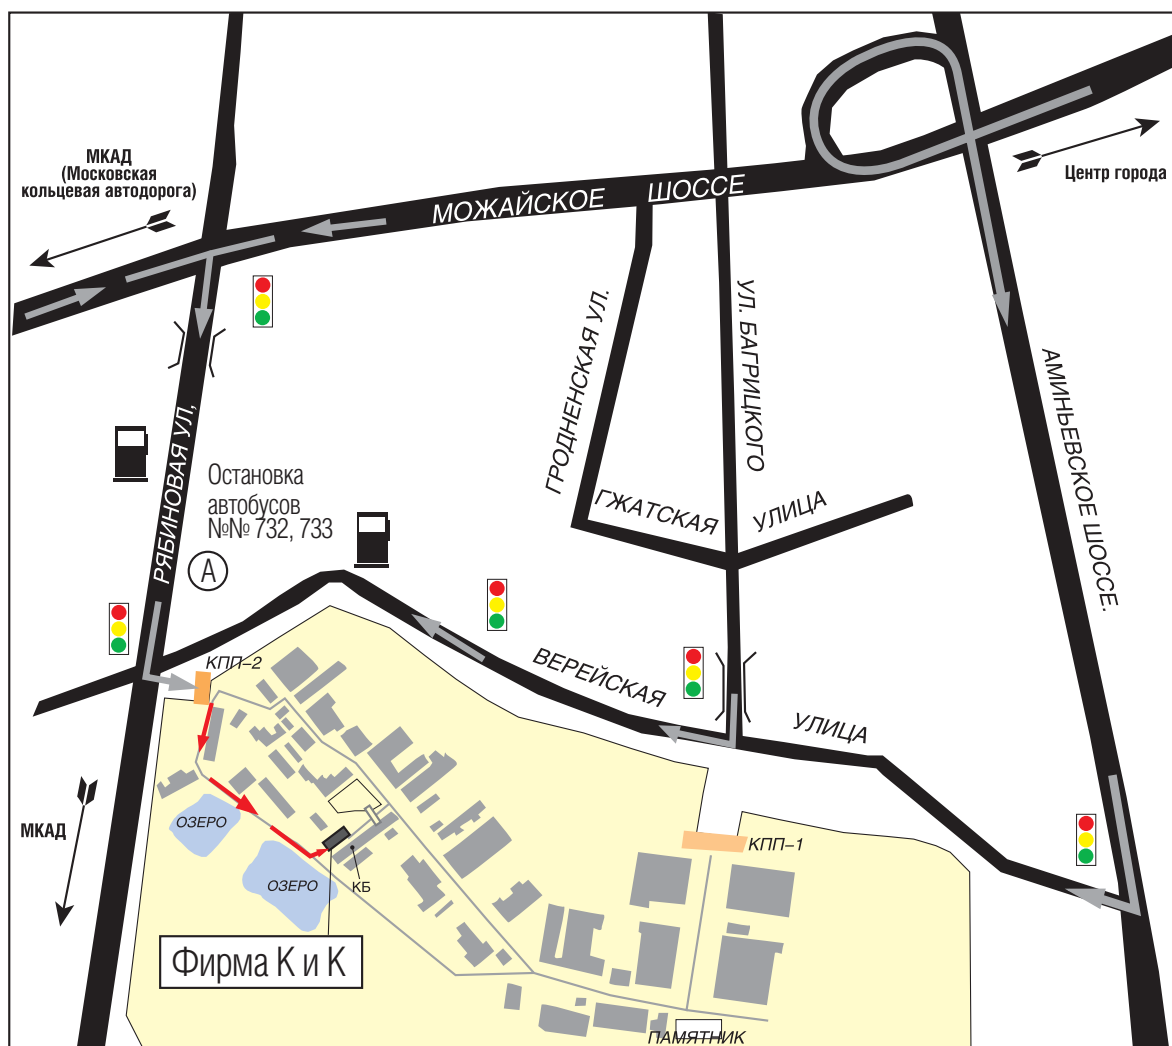 МКАД
(Московская
кольцевая автодорога)
Центр города
МОЖАЙСКОЕ ШОССЕ
ГРОДНЕНСКАЯ УЛ.
УЛ. БАГРИЦКОГО
АМИНЬЕВСКОЕ ШОССЕ.
РЯБИНОВАЯ УЛ,
Остановка
автобусов
№№ 732, 733
А
ГЖАТСКАЯ УЛИЦА
КПП–2
ВЕРЕЙСКАЯ УЛИЦА
МКАД
ОЗЕРО
ОЗЕРО
КБ
КПП–1
Фирма К и К
ПАМЯТНИК